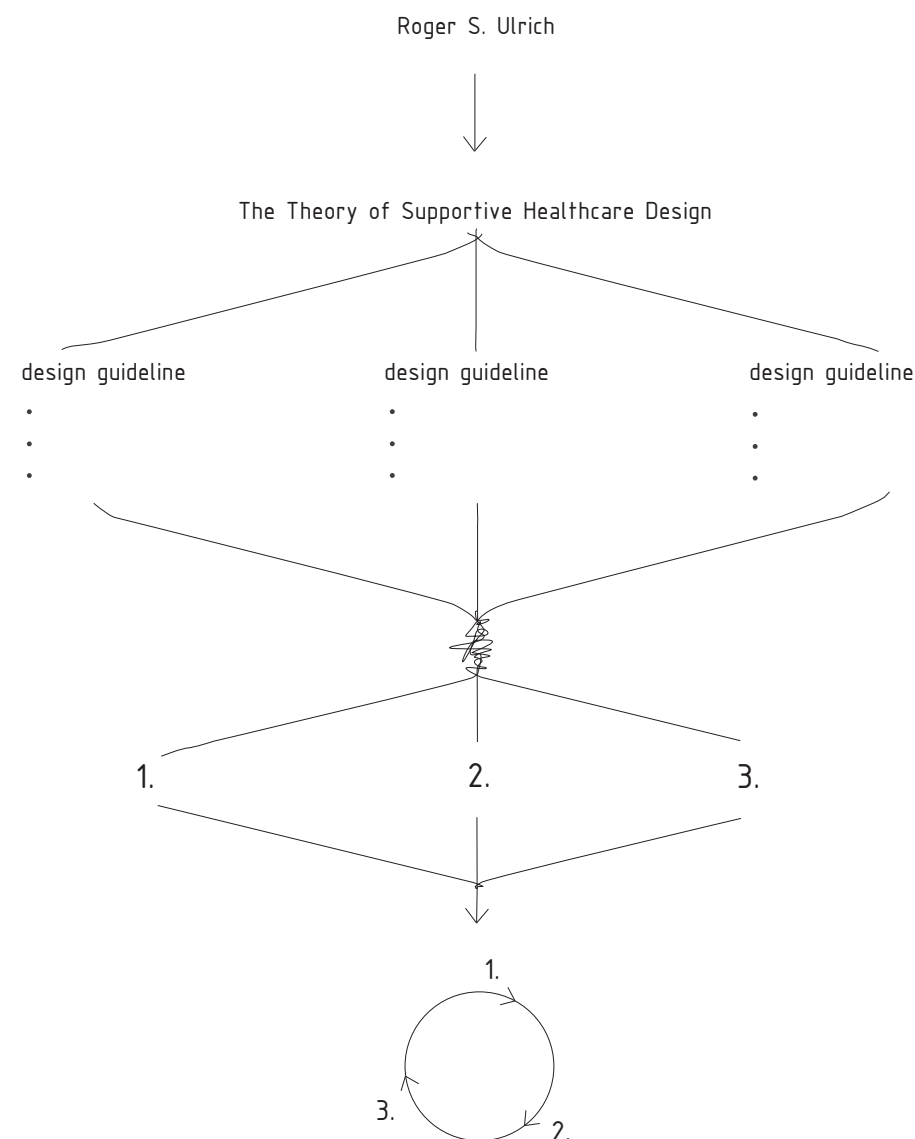 Roger S. Ulrich
The Theory of Supportive Healthcare Design
design guideline design guideline design guideline
• • •
• • •
• • •
1. 2. 3.
1.
3.
2.